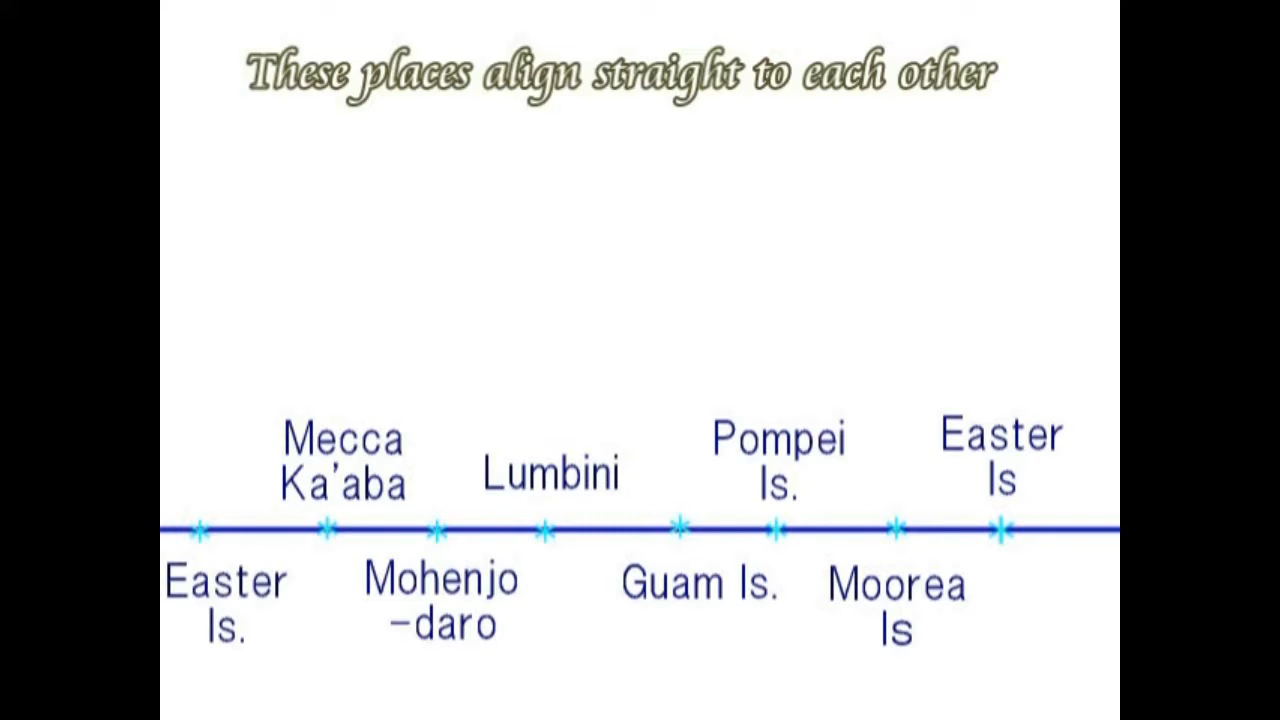 These places align straight to each other
Mecca
Ka'aba
Lumbini
Pompei
Is.
Easter
Is
Easter
Is.
Mohenjo
-daro
Guam Is.
Moorea
Is